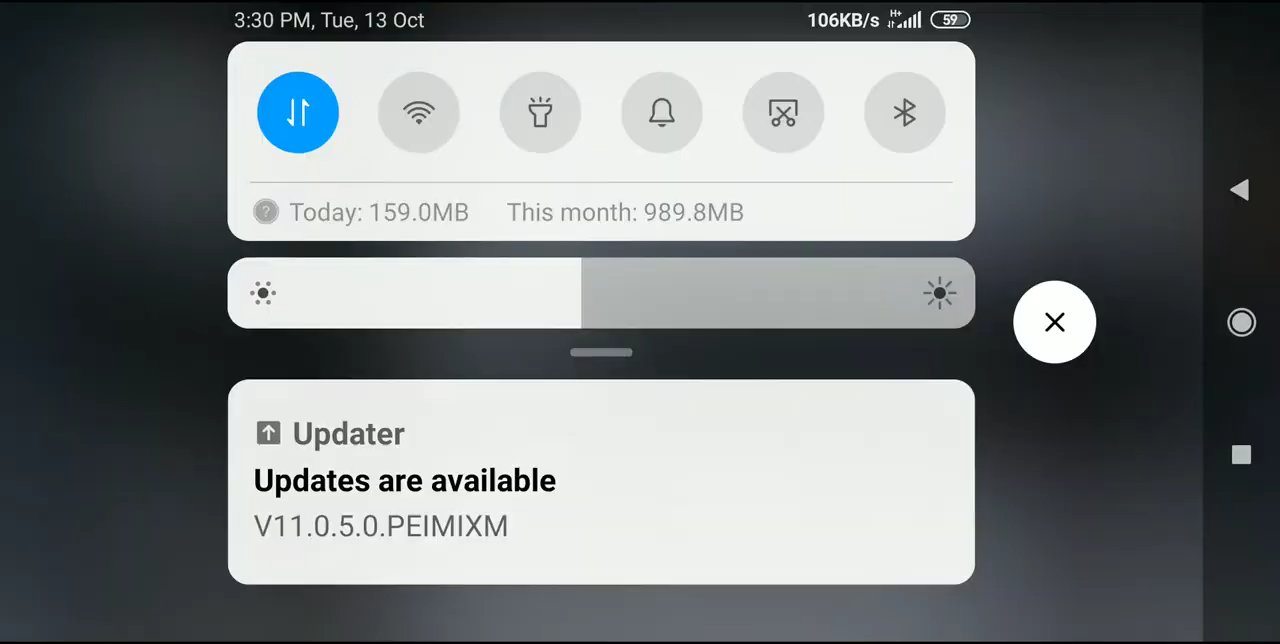 3:30 PM, Tue, 13 Oct 106KB/s H+ 59
Today: 159.0MB This month: 989.8MB
Updater
Updates are available
V11.0.5.0.PEIMIXM